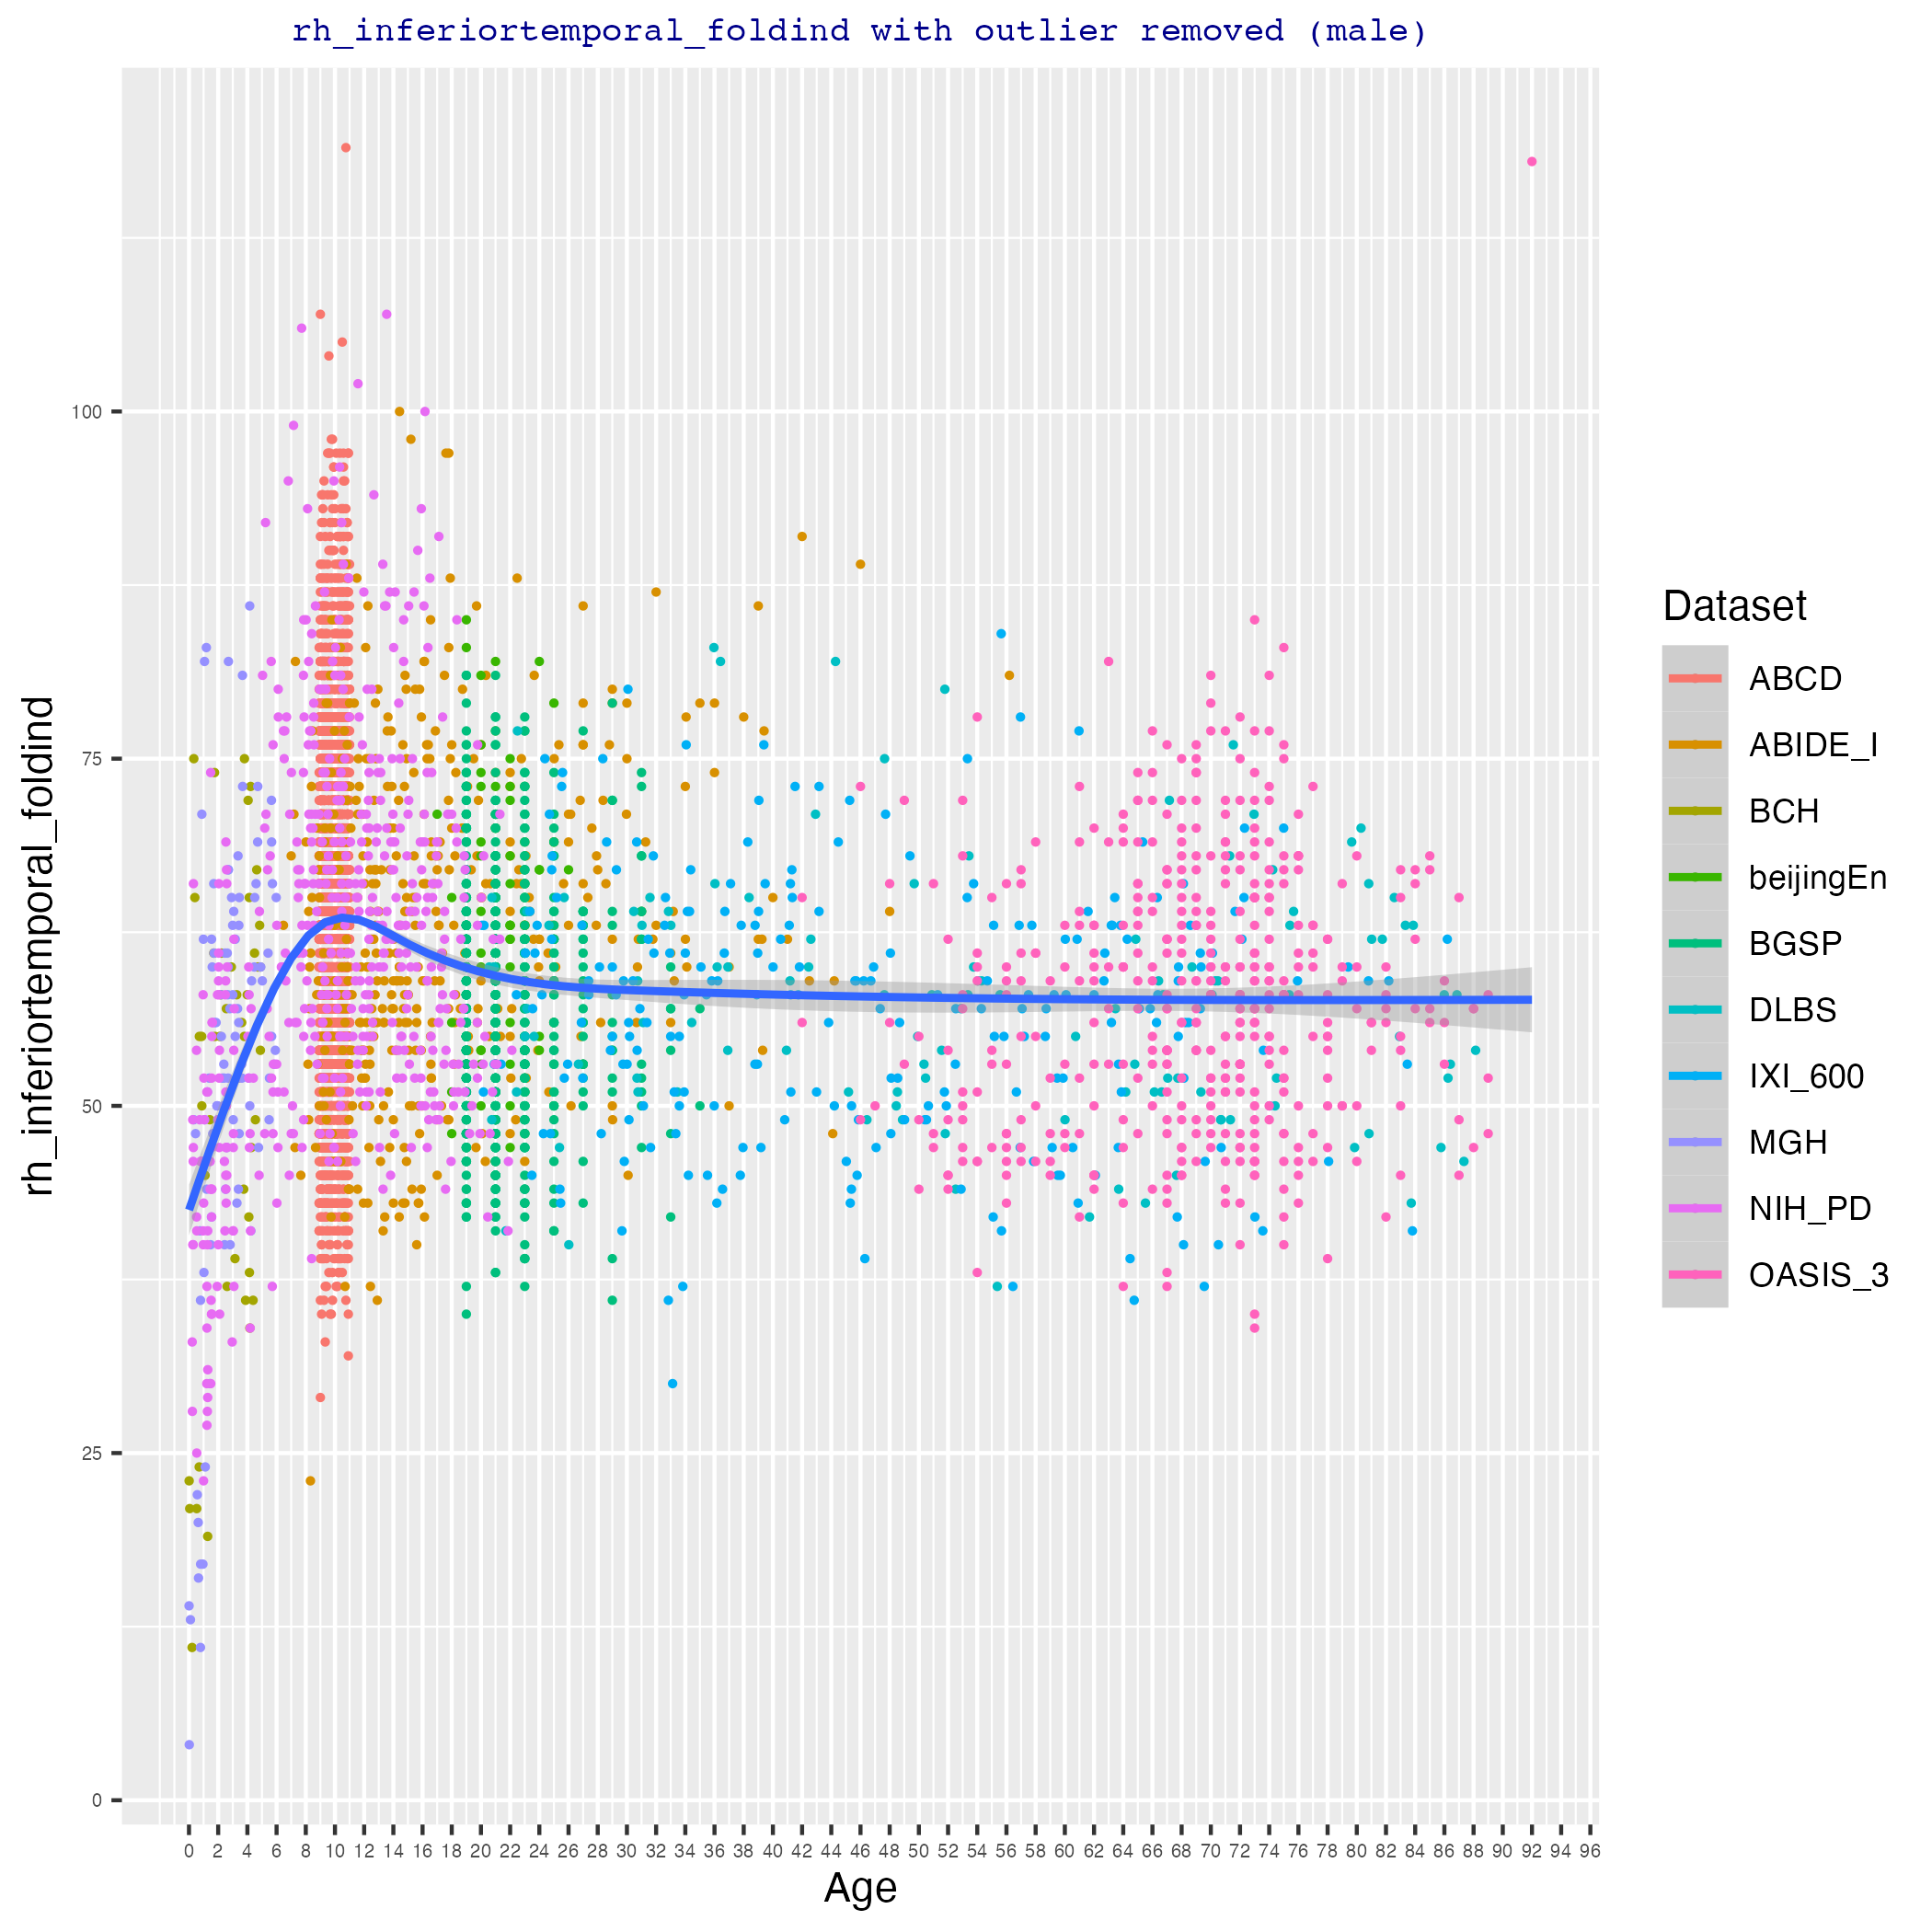 rh_inferiortemporal_foldind with outlier removed (male)
rh_inferiortemporal_foldind
100
75
50
25
0
0 2 4 6 8 10 12 14 16 18 20 22 24 26 28 30 32 34 36 38 40 42 44 46 48 50 52 54 56 58 60 62 64 66 68 70 72 74 76 78 80 82 84 86 88 90 92 94 96
Age
Dataset
ABCD
ABIDE_I
BCH
beijingEn
BGSP
DLBS
IXI_600
MGH
NIH_PD
OASIS_3